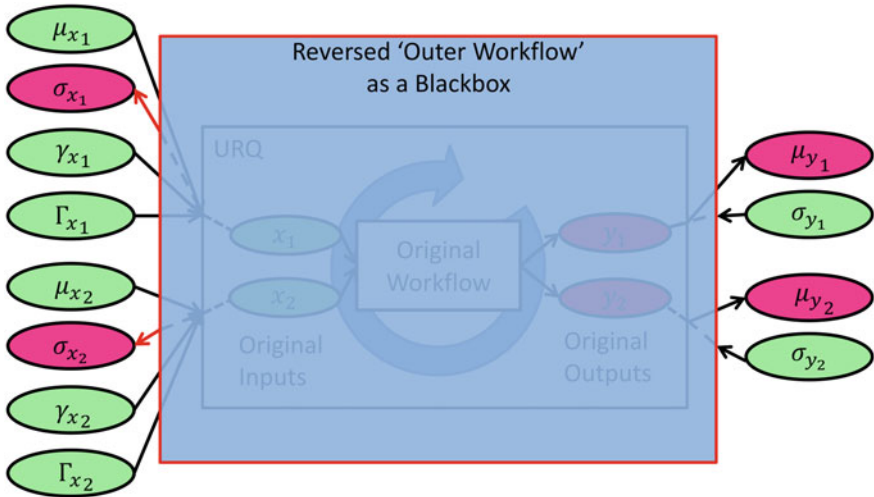 Reversed ‘Outer Workflow’
as a Blackbox
μx1
σx1
γx1
Γx1
μx2
σx2
γx2
Γx2
URQ
x1
x2
Original
Inputs
Original
Workflow
y1
y2
Original
Outputs
μy1
σy1
μy2
σy2